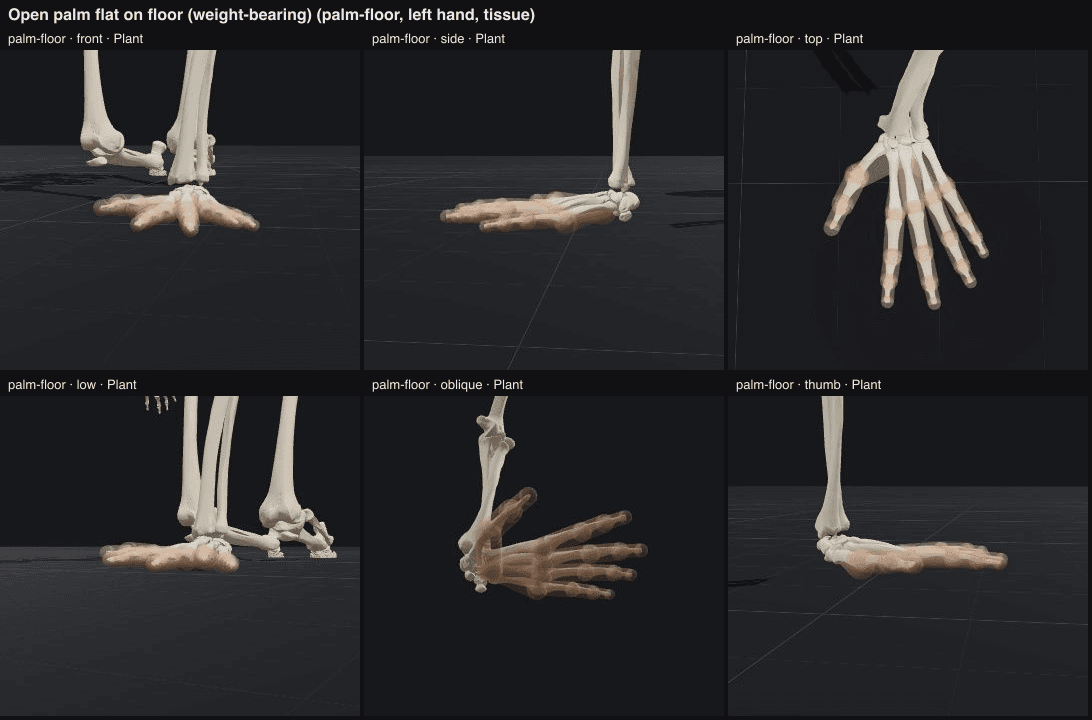 Open palm flat on floor (weight-bearing) (palm-floor, left hand, tissue)
palm-floor · front · Plant
palm-floor · side · Plant
palm-floor · top · Plant
palm-floor · low · Plant
palm-floor · oblique · Plant
palm-floor · thumb · Plant